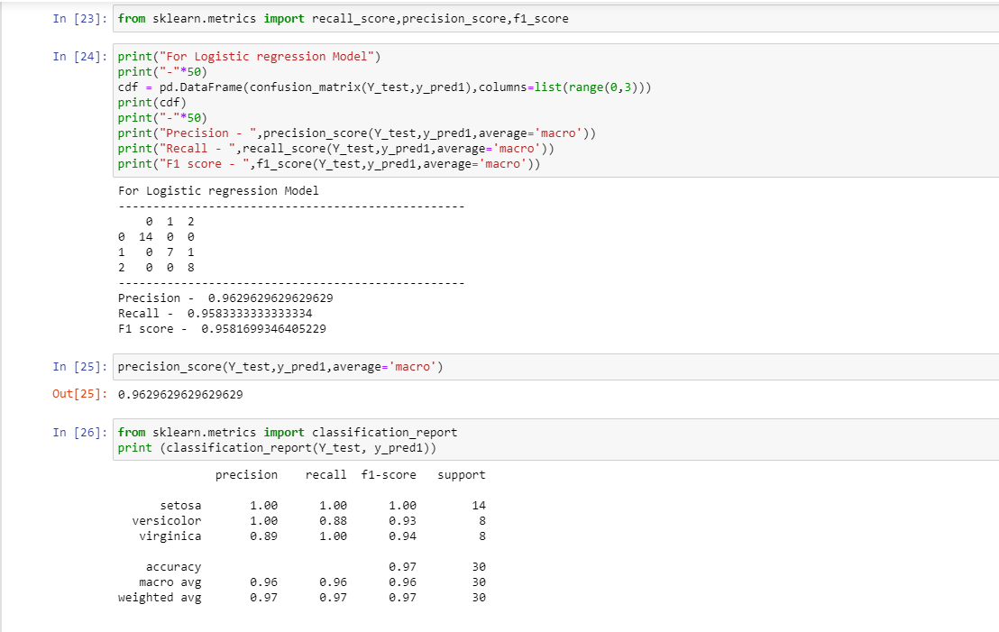 In [23]: from sklearn.metrics import recall_score,precision_score,f1_score
In [24]: print("For Logistic regression Model")
print("-"*50)
cdf = pd.DataFrame(confusion_matrix(Y_test,y_pred1),columns=list(range(0,3)))
print(cdf)
print("-"*50)
print("Precision - ",precision_score(Y_test,y_pred1,average='macro'))
print("Recall - ",recall_score(Y_test,y_pred1,average='macro'))
print("F1 score - ",f1_score(Y_test,y_pred1,average='macro'))
For Logistic regression Model
--------------------------------------------------
0 1 2
0 14 0 0
1 0 7 1
2 0 0 8
--------------------------------------------------
Precision - 0.9629629629629629
Recall - 0.9583333333333334
F1 score - 0.9581699346405229
In [25]: precision_score(Y_test,y_pred1,average='macro')
Out[25]: 0.9629629629629629
In [26]: from sklearn.metrics import classification_report
print (classification_report(Y_test, y_pred1))
precision recall f1-score support
setosa 1.00 1.00 1.00 14
versicolor 1.00 0.88 0.93 8
virginica 0.89 1.00 0.94 8
accuracy 0.97 30
macro avg 0.96 0.96 0.96 30
weighted avg 0.97 0.97 0.97 30